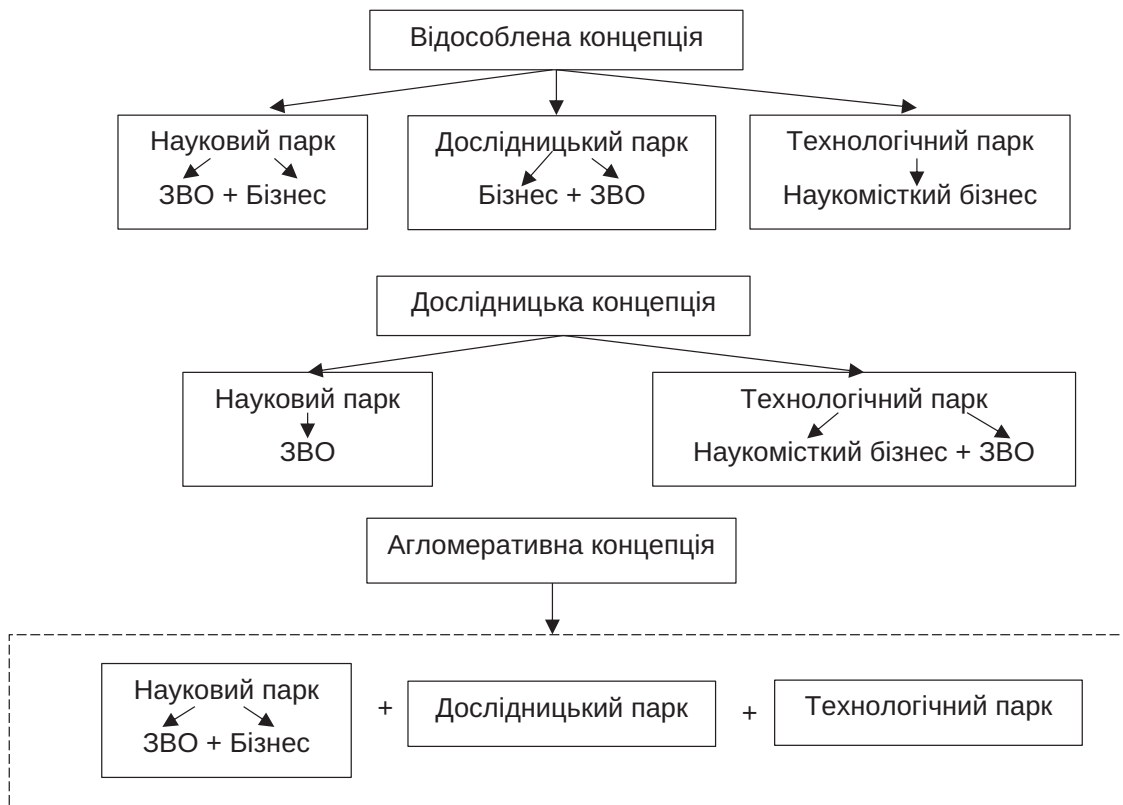 Відособлена концепція
Науковий парк
ЗВО + Бізнес
Дослідницький парк
Бізнес + ЗВО
Технологічний парк
Наукомісткий бізнес
Дослідницька концепція
Науковий парк
ЗВО
Технологічний парк
Наукомісткий бізнес + ЗВО
Агломеративна концепція
Науковий парк
ЗВО + Бізнес
+
Дослідницький парк
+
Технологічний парк